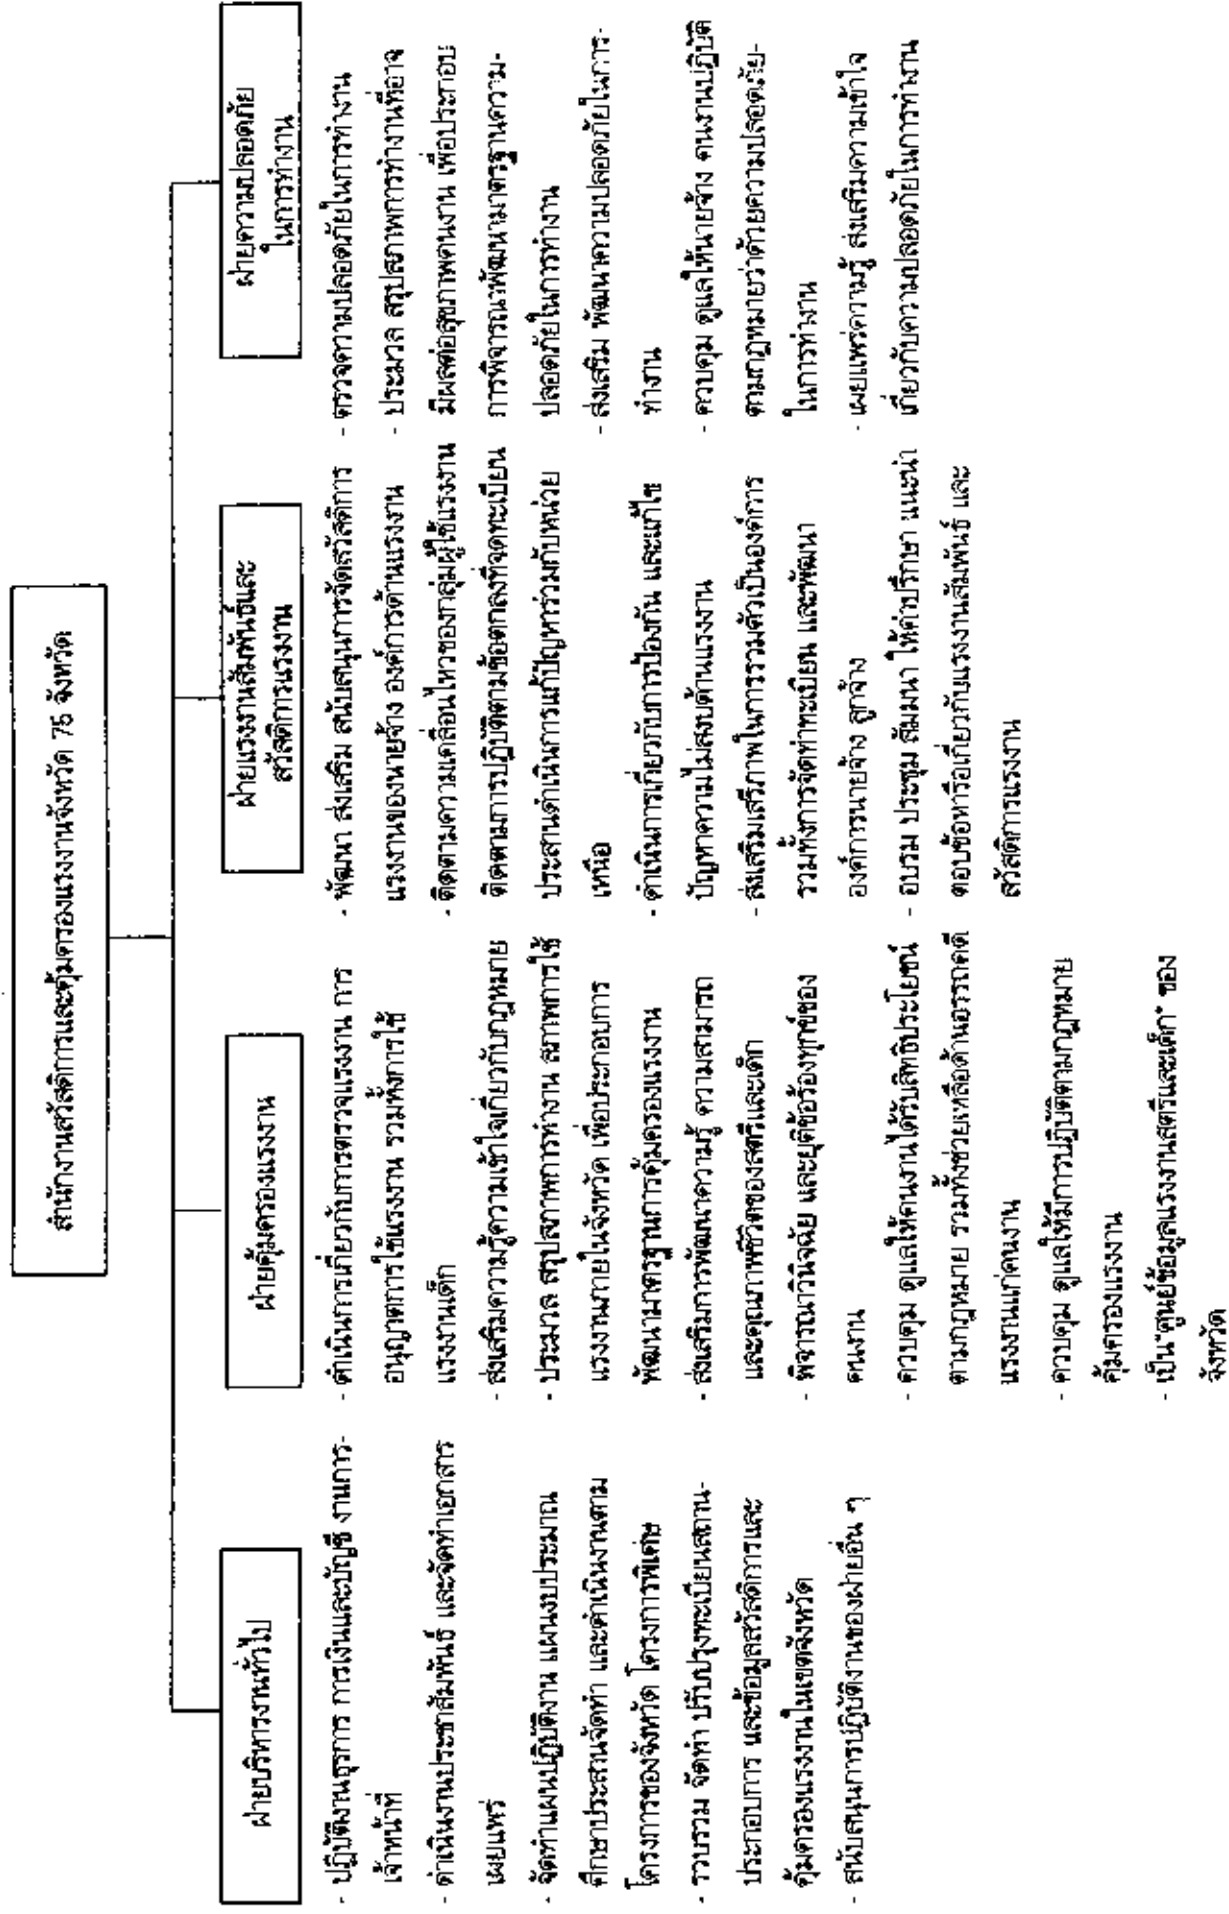 สำนักงานสวัสดิการและคุ้มครองแรงงานจังหวัด 75 จังหวัด
ฝ่ายบริหารงานทั่วไป
- ปฏิบัติงานธุรการ การเงินและบัญชี งานการ-
เจ้าหน้าที่
- ดำเนินงานประชาสัมพันธ์ และจัดทำเอกสาร
เผยแพร่
- จัดทำแผนปฏิบัติงาน แผนงบประมาณ
ศึกษาประสานจัดทำ และดำเนินงานตาม
โครงการของจังหวัด โครงการพิเศษ
- รวบรวม จัดทำ ปรับปรุงทะเบียนสถาน-
ประกอบการ และข้อมูลสวัสดิการและ
คุ้มครองแรงงานในเขตจังหวัด
- สนับสนุนการปฏิบัติงานของฝ่ายอื่น ๆ
ฝ่ายคุ้มครองแรงงาน
- ดำเนินการเกี่ยวกับการตรวจแรงงาน การ
อนุญาตการใช้แรงงาน รวมทั้งการใช้
แรงงานเด็ก
- ส่งเสริมความรู้ความเข้าใจเกี่ยวกับกฎหมาย
- ประมวล สรุปสภาพการทำงาน สภาพการใช้
แรงงานภายในจังหวัด เพื่อประกอบการ
พัฒนามาตรฐานการคุ้มครองแรงงาน
- ส่งเสริมการพัฒนาความรู้ ความสามารถ
และคุณภาพชีวิตของสตรีและเด็ก
- พิจารณาวินิจฉัย และยุติข้อร้องทุกข์ของ
คนงาน
- ควบคุม ดูแลให้คนงานได้รับสิทธิประโยชน์
ตามกฎหมาย รวมทั้งช่วยเหลือด้านอรรถคดี
แรงงานแก่คนงาน
- ควบคุม ดูแลให้มีการปฏิบัติตามกฎหมาย
คุ้มครองแรงงาน
- เป็น"ศูนย์ข้อมูลแรงงานสตรีและเด็ก" ของ
จังหวัด
ฝ่ายแรงงานสัมพันธ์และ
สวัสดิการแรงงาน
- พัฒนา ส่งเสริม สนับสนุนการจัดสวัสดิการ
แรงงานของนายจ้าง องค์การด้านแรงงาน
- ติดตามความเคลื่อนไหวของกลุ่มผู้ใช้แรงงาน
ติดตามการปฏิบัติตามข้อตกลงที่จดทะเบียน
ประสานดำเนินการแก้ปัญหาร่วมกับหน่วย
เหนือ
- ดำเนินการเกี่ยวกับการป้องกัน และแก้ไข
ปัญหาความไม่สงบด้านแรงงาน
- ส่งเสริมเสรีภาพในการรวมตัวเป็นองค์การ
รวมทั้งการจัดทำทะเบียน และพัฒนา
องค์การนายจ้าง ลูกจ้าง
- อบรม ประชุม สัมมนา ให้คำปรึกษา แนะนำ
ตอบข้อหารือเกี่ยวกับแรงงานสัมพันธ์ และ
สวัสดิการแรงงาน
ฝ่ายความปลอดภัย
ในการทำงาน
- ตรวจความปลอดภัยในการทำงาน
- ประมวล สรุปสภาพการทำงานที่อาจ
มีผลต่อสุขภาพคนงาน เพื่อประกอบ
การพิจารณาพัฒนามาตรฐานความ-
ปลอดภัยในการทำงาน
- ส่งเสริม พัฒนาความปลอดภัยในการ-
ทำงาน
- ควบคุม ดูแลให้นายจ้าง คนงานปฏิบัติ
ตามกฎหมายว่าด้วยความปลอดภัย-
ในการทำงาน
- เผยแพร่ความรู้ ส่งเสริมความเข้าใจ
เกี่ยวกับความปลอดภัยในการทำงาน